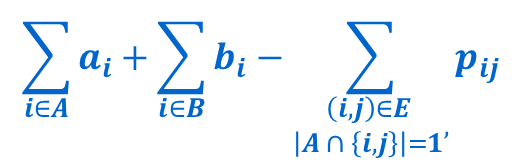 ∑ a_i + ∑ b_i − ∑ p_ij
i∈A i∈B (i,j)∈E
|A ∩ {i,j}|=1’